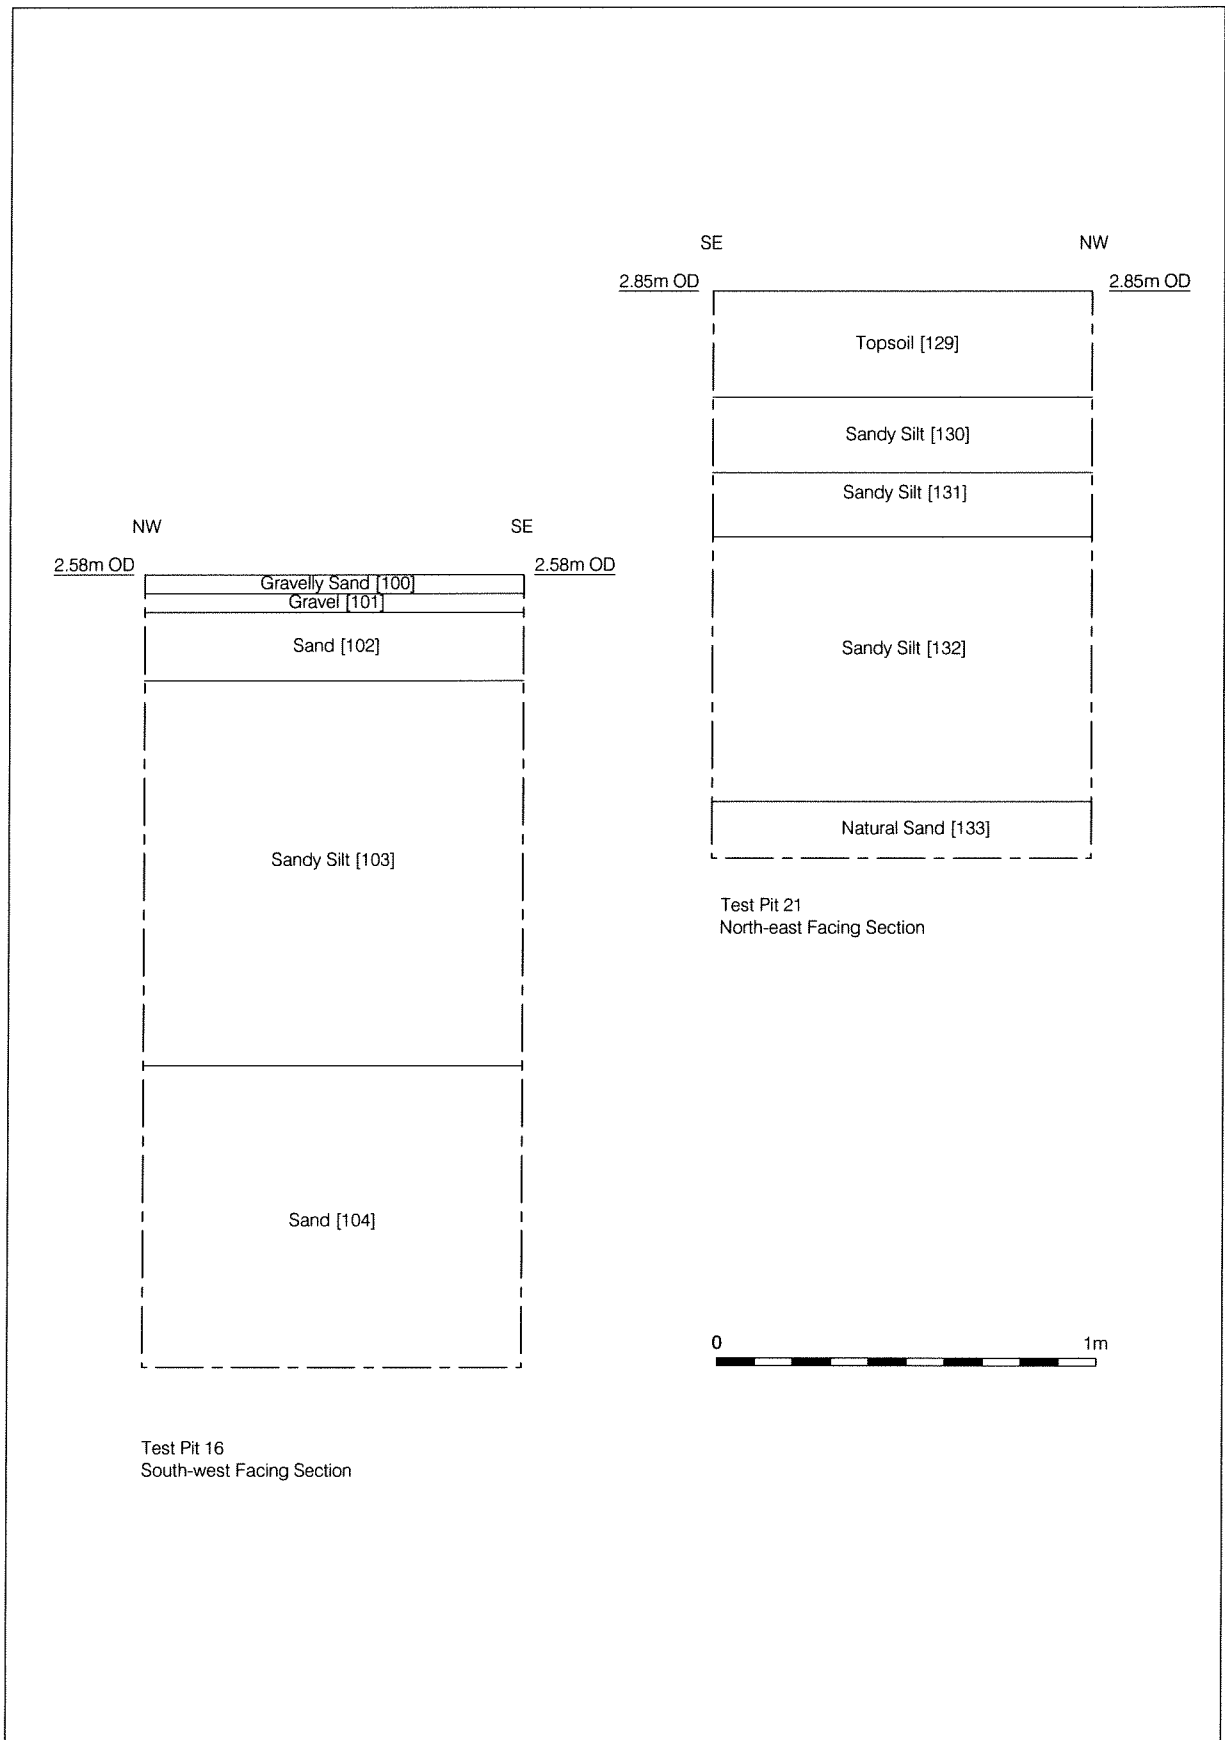 SE NW
2.85m OD 2.85m OD
Topsoil [129]
Sandy Silt [130]
Sandy Silt [131]
Sandy Silt [132]
Natural Sand [133]
Test Pit 21
North-east Facing Section
NW SE
2.58m OD 2.58m OD
Gravelly Sand [100]
Gravel [101]
Sand [102]
Sandy Silt [103]
Sand [104]
Test Pit 16
South-west Facing Section
0 1m